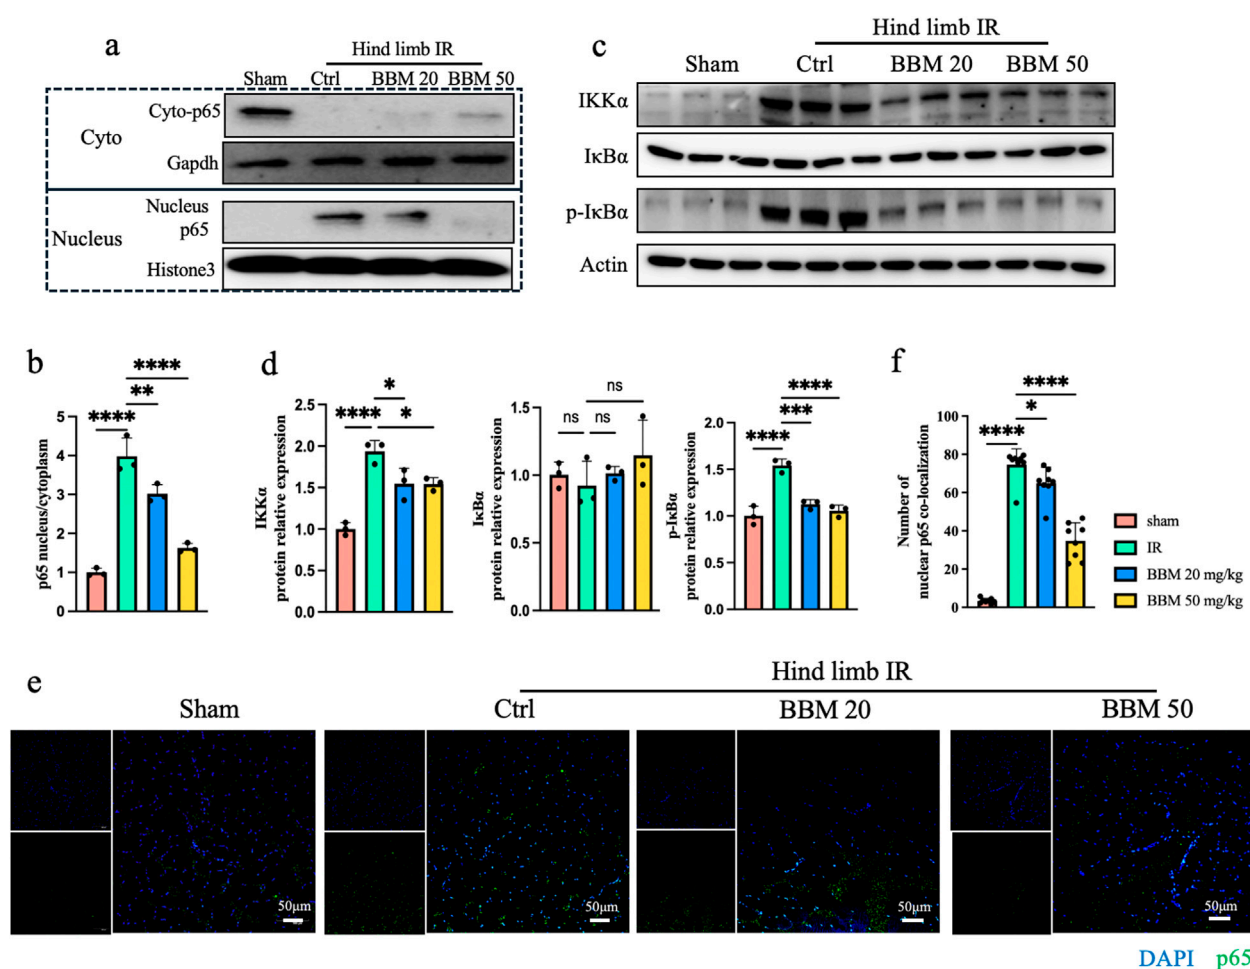 a
Hind limb IR
Sham Ctrl BBM 20 BBM 50
Cyto
Cyto-p65
Gapdh
Nucleus
Nucleus
p65
Histone3
c
Hind limb IR
Sham Ctrl BBM 20 BBM 50
IKKα
IκBα
p-IκBα
Actin
b
p65 nucleus/cytoplasm
5
4
3
2
1
0
****
**
****
d
IKKα
protein relative expression
2.5
2.0
1.5
1.0
0.5
0.0
*
**** *
IκBα
protein relative expression
1.5
1.0
0.5
0.0
ns
ns ns
p-IκBα
protein relative expression
2.0
1.5
1.0
0.5
0.0
****
***
****
f
Number of
nuclear p65 co-localization
100
80
60
40
20
0
****
*
****
sham
IR
BBM 20 mg/kg
BBM 50 mg/kg
e
Hind limb IR
Sham Ctrl BBM 20 BBM 50
50μm
50μm
50μm
50μm
DAPI p65